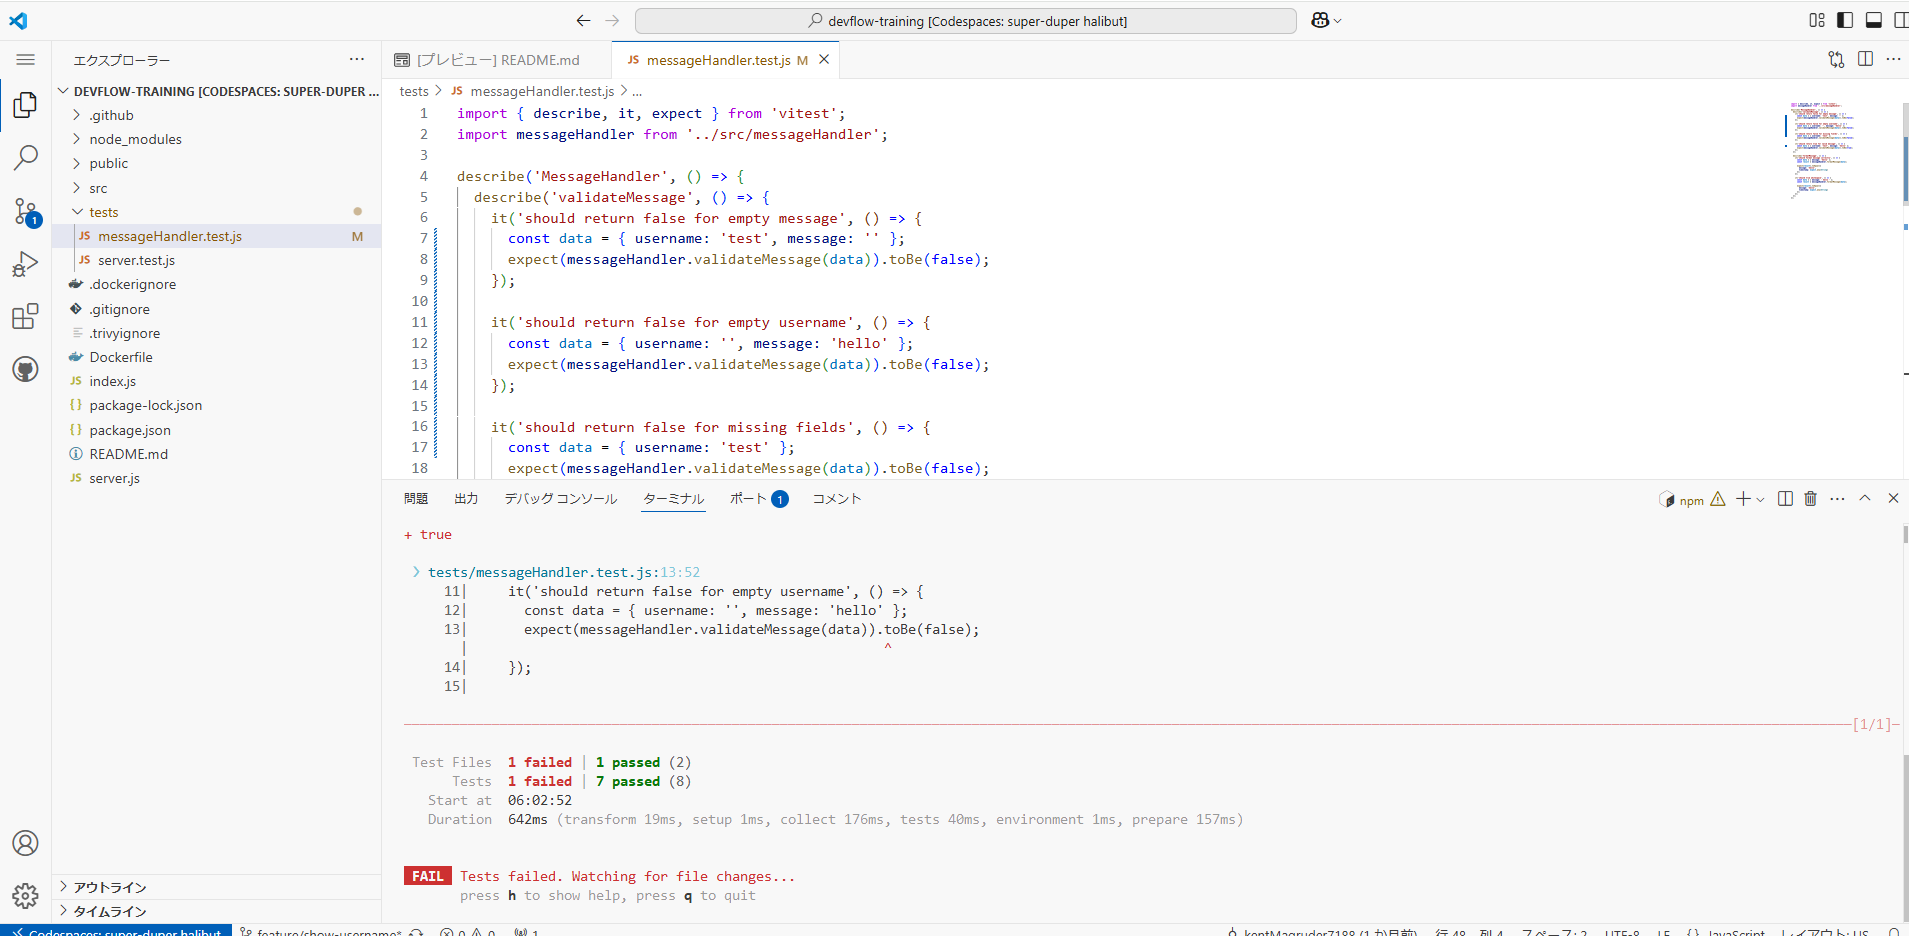 devflow-training [Codespaces: super-duper halibut]
エクスプローラー
DEVFLOW-TRAINING [CODESPACES: SUPER-DUPER ...
.github
node_modules
public
src
tests
messageHandler.test.js M
server.test.js
.dockerignore
.gitignore
.trivyignore
Dockerfile
index.js
package-lock.json
package.json
README.md
server.js
アウトライン
タイムライン
1
[プレビュー] README.md
messageHandler.test.js M
tests > messageHandler.test.js > ...
1 import { describe, it, expect } from 'vitest';
2 import messageHandler from '../src/messageHandler';
3
4 describe('MessageHandler', () => {
5 describe('validateMessage', () => {
6 it('should return false for empty message', () => {
7 const data = { username: 'test', message: '' };
8 expect(messageHandler.validateMessage(data)).toBe(false);
9 });
10
11 it('should return false for empty username', () => {
12 const data = { username: '', message: 'hello' };
13 expect(messageHandler.validateMessage(data)).toBe(false);
14 });
15
16 it('should return false for missing fields', () => {
17 const data = { username: 'test' };
18 expect(messageHandler.validateMessage(data)).toBe(false);
問題 出力 デバッグ コンソール ターミナル ポート 1 コメント
npm
+ true
❯ tests/messageHandler.test.js:13:52
11| it('should return false for empty username', () => {
12| const data = { username: '', message: 'hello' };
13| expect(messageHandler.validateMessage(data)).toBe(false);
| ^
14| });
15|
[1/1]
Test Files 1 failed | 1 passed (2)
Tests 1 failed | 7 passed (8)
Start at 06:02:52
Duration 642ms (transform 19ms, setup 1ms, collect 176ms, tests 40ms, environment 1ms, prepare 157ms)
FAIL Tests failed. Watching for file changes...
press h to show help, press q to quit
Codespaces: super-duper halibut feature/show-username* 0 0 1 kentMagruder7188 (1 か月前) 行 48、列 4 スペース: 2 UTF-8 LF {} JavaScript レイアウト: US